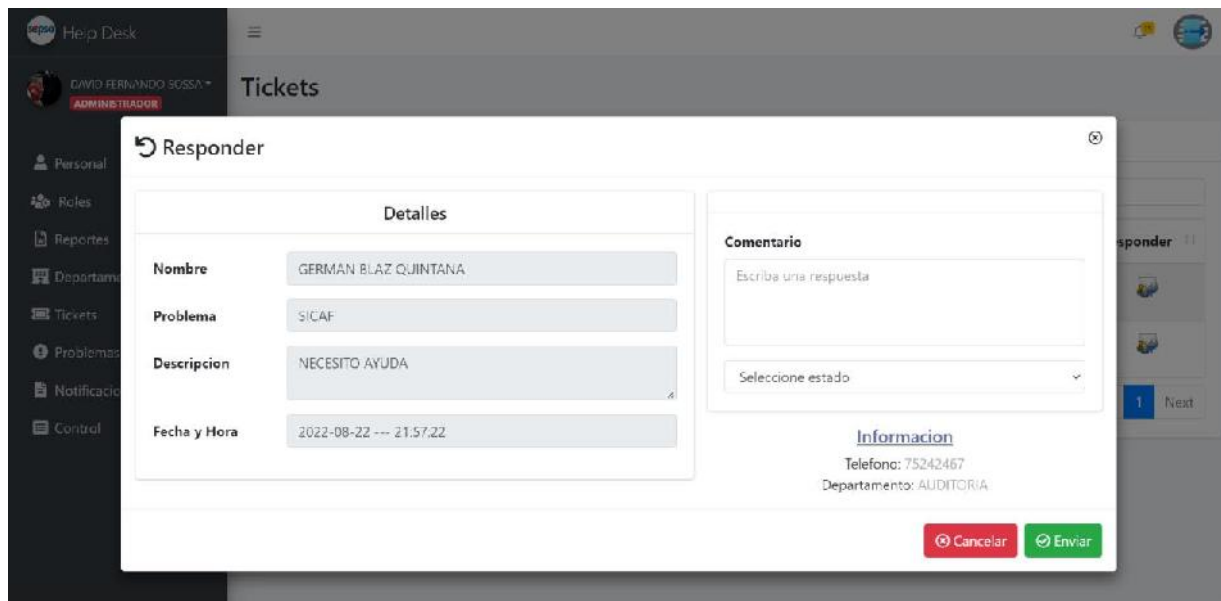 sepsa Help Desk
DAVID FERNANDO SOSSA
ADMINISTRADOR
Tickets
Personal
Roles
Reportes
Departame
Tickets
Problemas
Notificacio
Control
Responder
Detalles
Nombre GERMAN BLAZ QUINTANA
Problema SICAF
Descripcion NECESITO AYUDA
Fecha y Hora 2022-08-22 --- 21:57:22
Comentario
Escriba una respuesta
Seleccione estado
Informacion
Telefono: 75242467
Departamento: AUDITORIA
Cancelar Enviar
sponder
1 Next